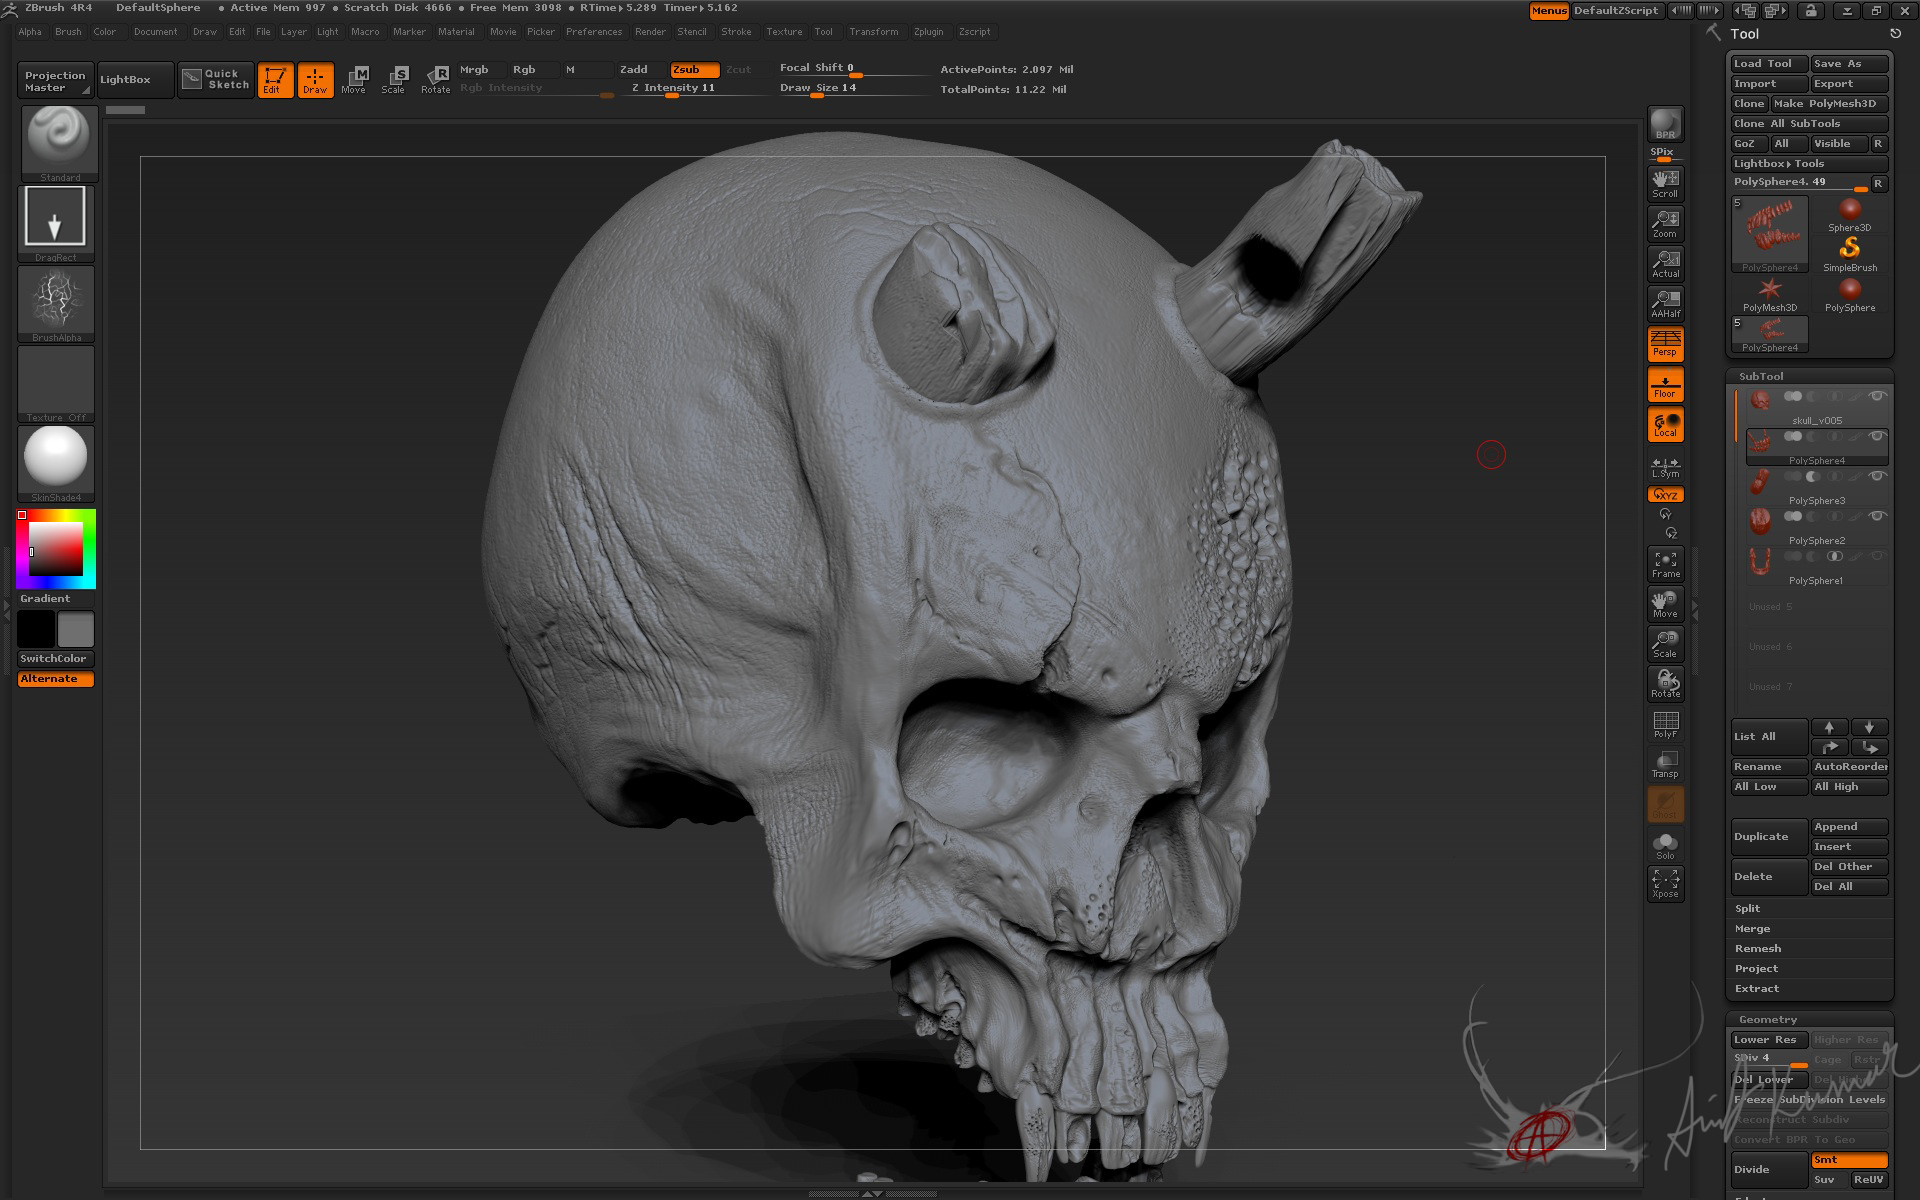 ZBrush 4R4 DefaultSphere • Active Mem 997 • Scratch Disk 4666 • Free Mem 3098 • RTime▸5.289 Timer▸5.162
Menus DefaultZScript
Alpha Brush Color Document Draw Edit File Layer Light Macro Marker Material Movie Picker Preferences Render Stencil Stroke Texture Tool Transform Zplugin Zscript
Projection Master
LightBox
Quick Sketch
Edit
Draw
Move
Scale
Rotate
Mrgb Rgb M
Rgb Intensity
Zadd Zsub Zcut
Z Intensity 11
Focal Shift 0
Draw Size 14
ActivePoints: 2.097 Mil
TotalPoints: 11.22 Mil
Standard
DragRect
BrushAlpha
Texture Off
SkinShade4
Gradient
SwitchColor
Alternate
BPR
SPix
Scroll
Zoom
Actual
AAHalf
Persp
Floor
Local
L.Sym
XYZ
Y
Z
Frame
Move
Scale
Rotate
PolyF
Transp
Solo
Xpose
Tool
Load Tool Save As
Import Export
Clone Make PolyMesh3D
Clone All SubTools
GoZ All Visible R
Lightbox▸Tools
PolySphere4. 49 R
5
PolySphere4
Sphere3D
SimpleBrush
PolyMesh3D
PolySphere
5
PolySphere4
SubTool
skull_v005
PolySphere4
PolySphere3
PolySphere2
PolySphere1
Unused 5
Unused 6
Unused 7
List All
Rename AutoReorder
All Low All High
Duplicate Append
Insert
Delete Del Other
Del All
Split
Merge
Remesh
Project
Extract
Geometry
Lower Res Higher Res
SDiv 4 Cage Rstr
Del Lower
Freeze SubDivision Levels
Reconstruct Subdiv
Convert BPR To Geo
Divide Smt
Suv ReUV